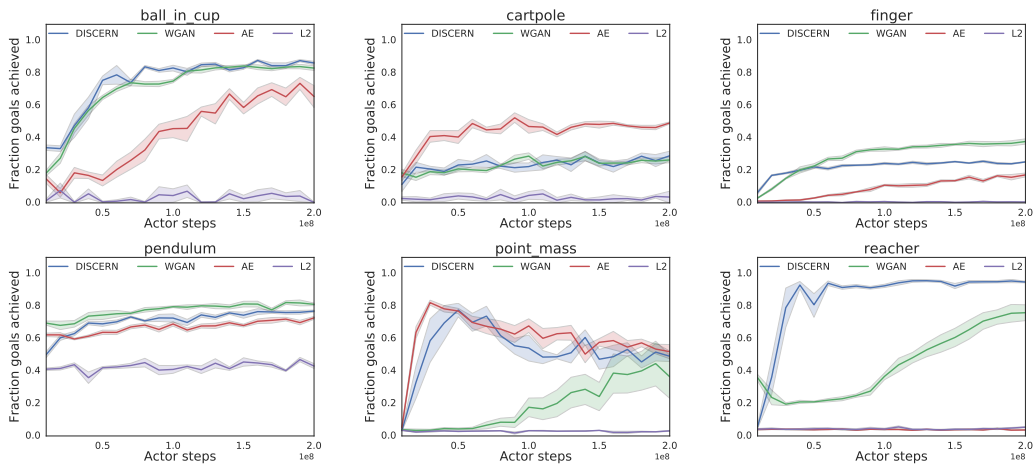 ball_in_cup
DISCERN WGAN AE L2
Fraction goals achieved
1.0
0.8
0.6
0.4
0.2
0.0
0.5 1.0 1.5 2.0
Actor steps
1e8
cartpole
DISCERN WGAN AE L2
Fraction goals achieved
1.0
0.8
0.6
0.4
0.2
0.0
0.5 1.0 1.5 2.0
Actor steps
1e8
finger
DISCERN WGAN AE L2
Fraction goals achieved
1.0
0.8
0.6
0.4
0.2
0.0
0.5 1.0 1.5 2.0
Actor steps
1e8
pendulum
DISCERN WGAN AE L2
Fraction goals achieved
1.0
0.8
0.6
0.4
0.2
0.0
0.5 1.0 1.5 2.0
Actor steps
1e8
point_mass
DISCERN WGAN AE L2
Fraction goals achieved
1.0
0.8
0.6
0.4
0.2
0.0
0.5 1.0 1.5 2.0
Actor steps
1e8
reacher
DISCERN WGAN AE L2
Fraction goals achieved
1.0
0.8
0.6
0.4
0.2
0.0
0.5 1.0 1.5 2.0
Actor steps
1e8